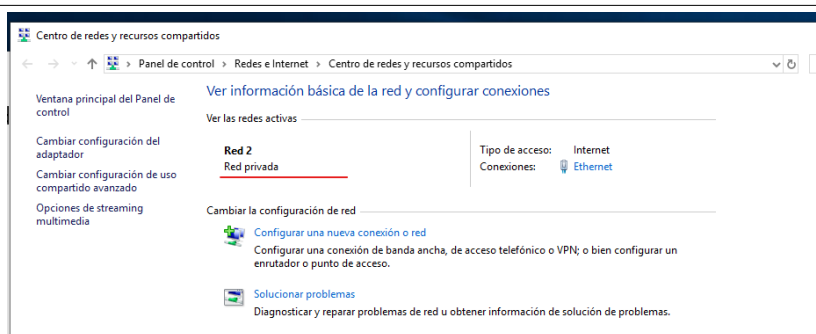 Centro de redes y recursos compartidos
Panel de control > Redes e Internet > Centro de redes y recursos compartidos
Ventana principal del Panel de
control
Cambiar configuración del
adaptador
Cambiar configuración de uso
compartido avanzado
Opciones de streaming
multimedia
Ver información básica de la red y configurar conexiones
Ver las redes activas
Red 2
Red privada
Tipo de acceso: Internet
Conexiones: Ethernet
Cambiar la configuración de red
Configurar una nueva conexión o red
Configurar una conexión de banda ancha, de acceso telefónico o VPN; o bien configurar un
enrutador o punto de acceso.
Solucionar problemas
Diagnosticar y reparar problemas de red u obtener información de solución de problemas.